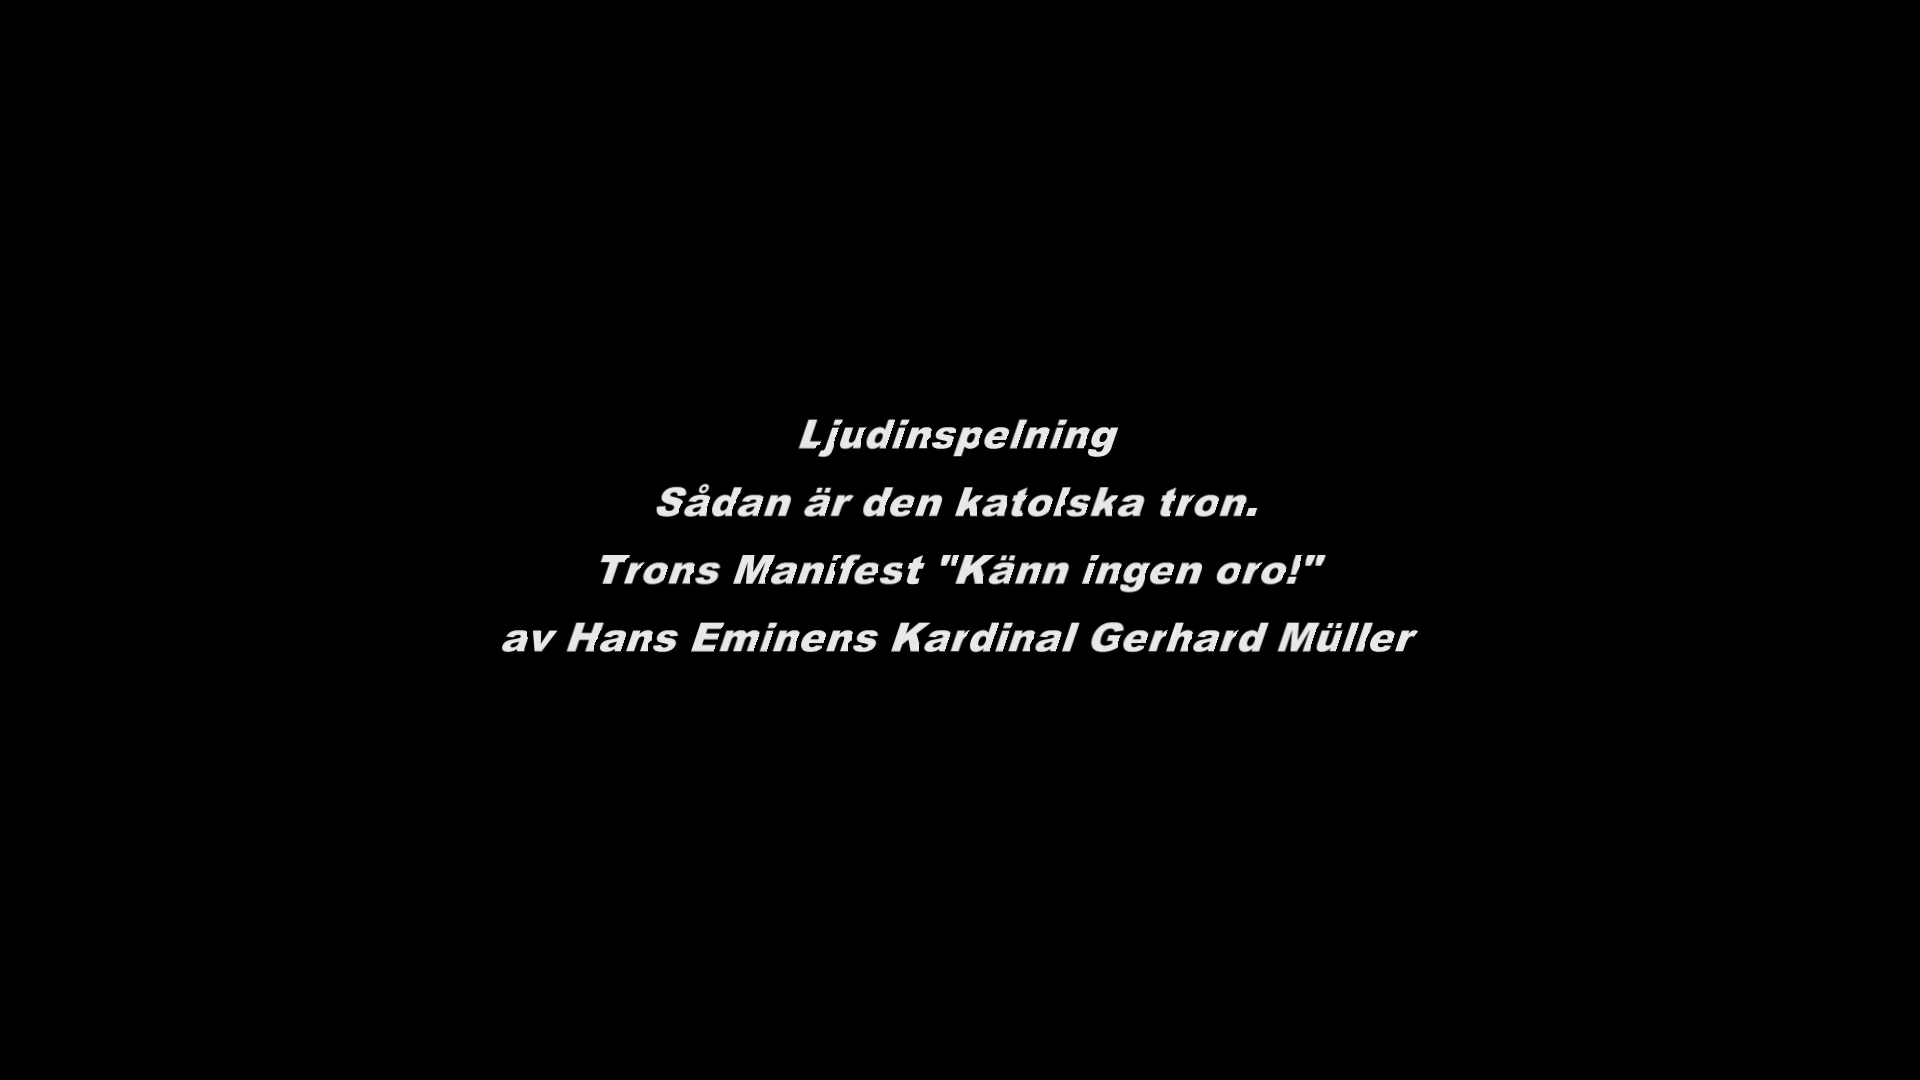 Ljudinspelning
Sådan är den katolska tron.
Trons Manifest "Känn ingen oro!"
av Hans Eminens Kardinal Gerhard Müller